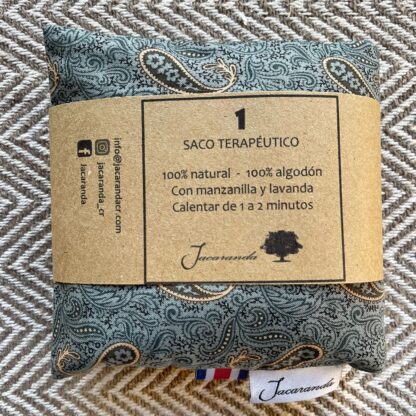 1
SACO TERAPÉUTICO
100% natural - 100% algodón
Con manzanilla y lavanda
Calentar de 1 a 2 minutos
Jacaranda
info@jacarandacr.com
jacaranda_cr
jacaranda
Jacaranda